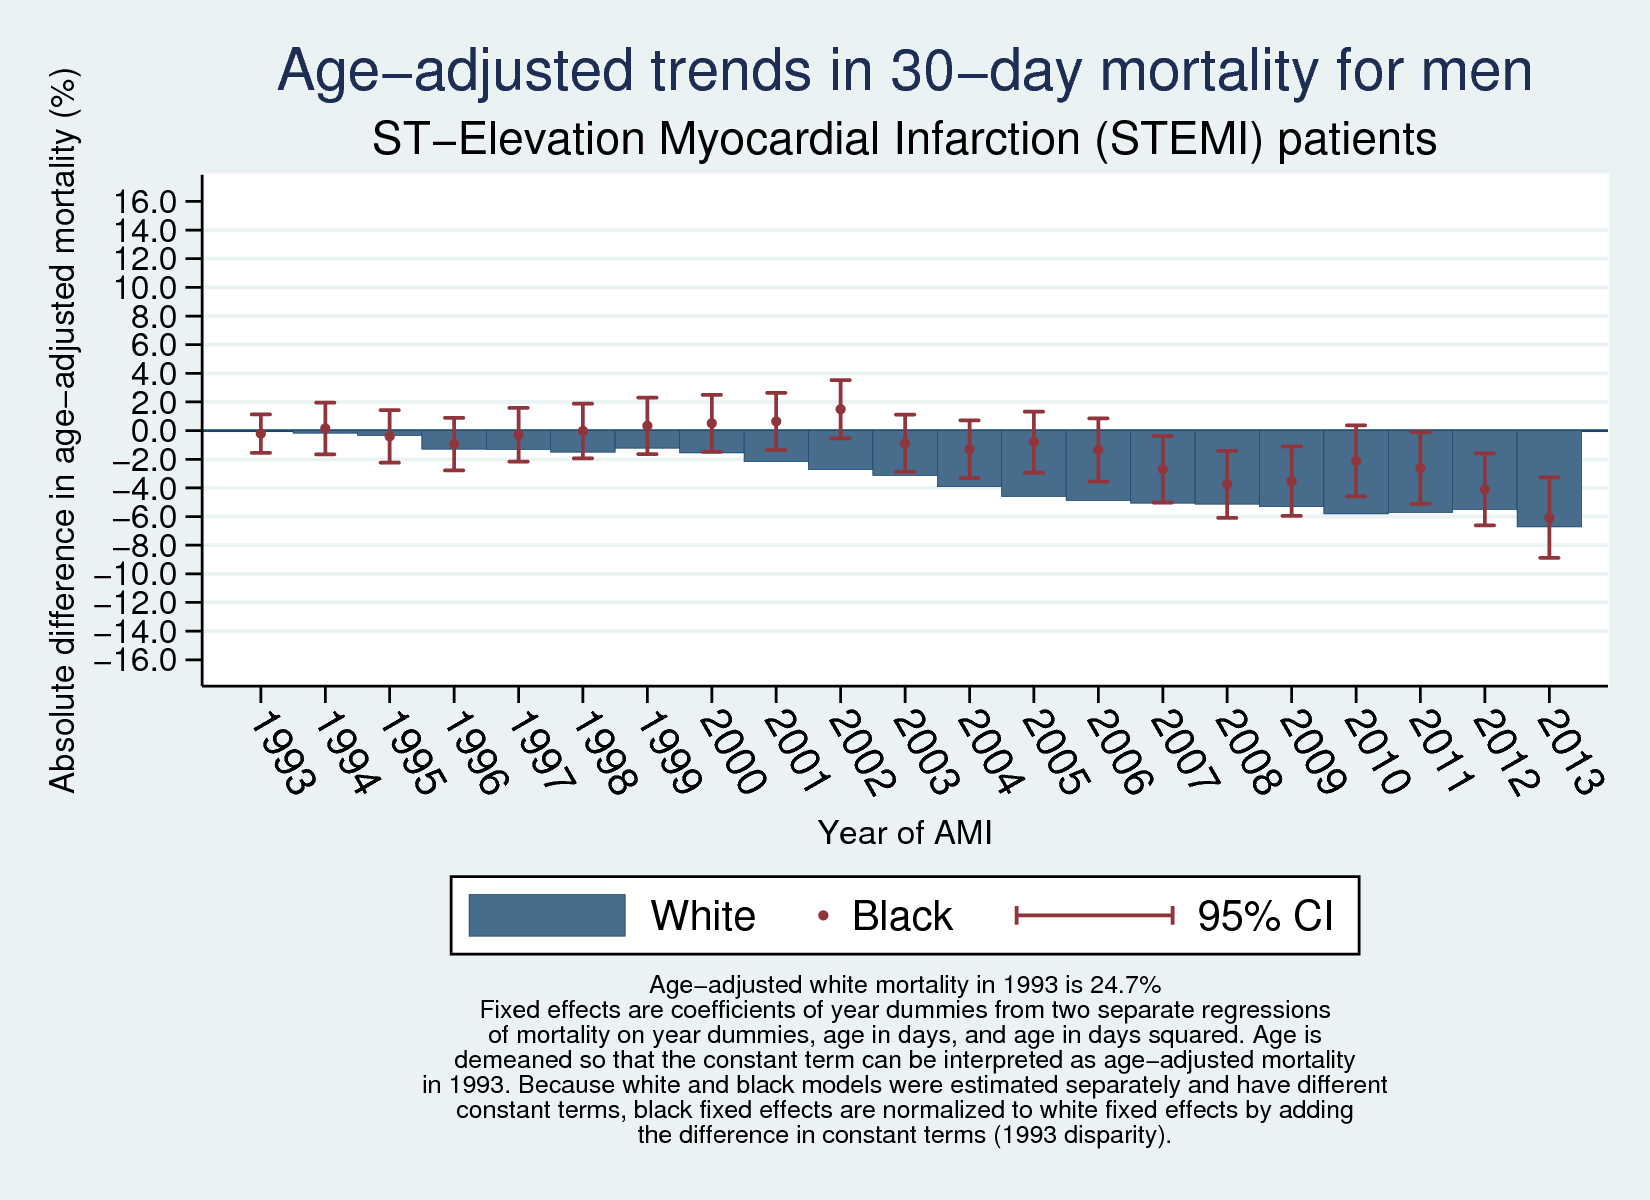 Age−adjusted trends in 30−day mortality for men
ST−Elevation Myocardial Infarction (STEMI) patients
Absolute difference in age−adjusted mortality (%)
16.0
14.0
12.0
10.0
8.0
6.0
4.0
2.0
0.0
−2.0
−4.0
−6.0
−8.0
−10.0
−12.0
−14.0
−16.0
1993 1994 1995 1996 1997 1998 1999 2000 2001 2002 2003 2004 2005 2006 2007 2008 2009 2010 2011 2012 2013
Year of AMI
White Black 95% CI
Age−adjusted white mortality in 1993 is 24.7%
Fixed effects are coefficients of year dummies from two separate regressions
of mortality on year dummies, age in days, and age in days squared. Age is
demeaned so that the constant term can be interpreted as age−adjusted mortality
in 1993. Because white and black models were estimated separately and have different
constant terms, black fixed effects are normalized to white fixed effects by adding
the difference in constant terms (1993 disparity).